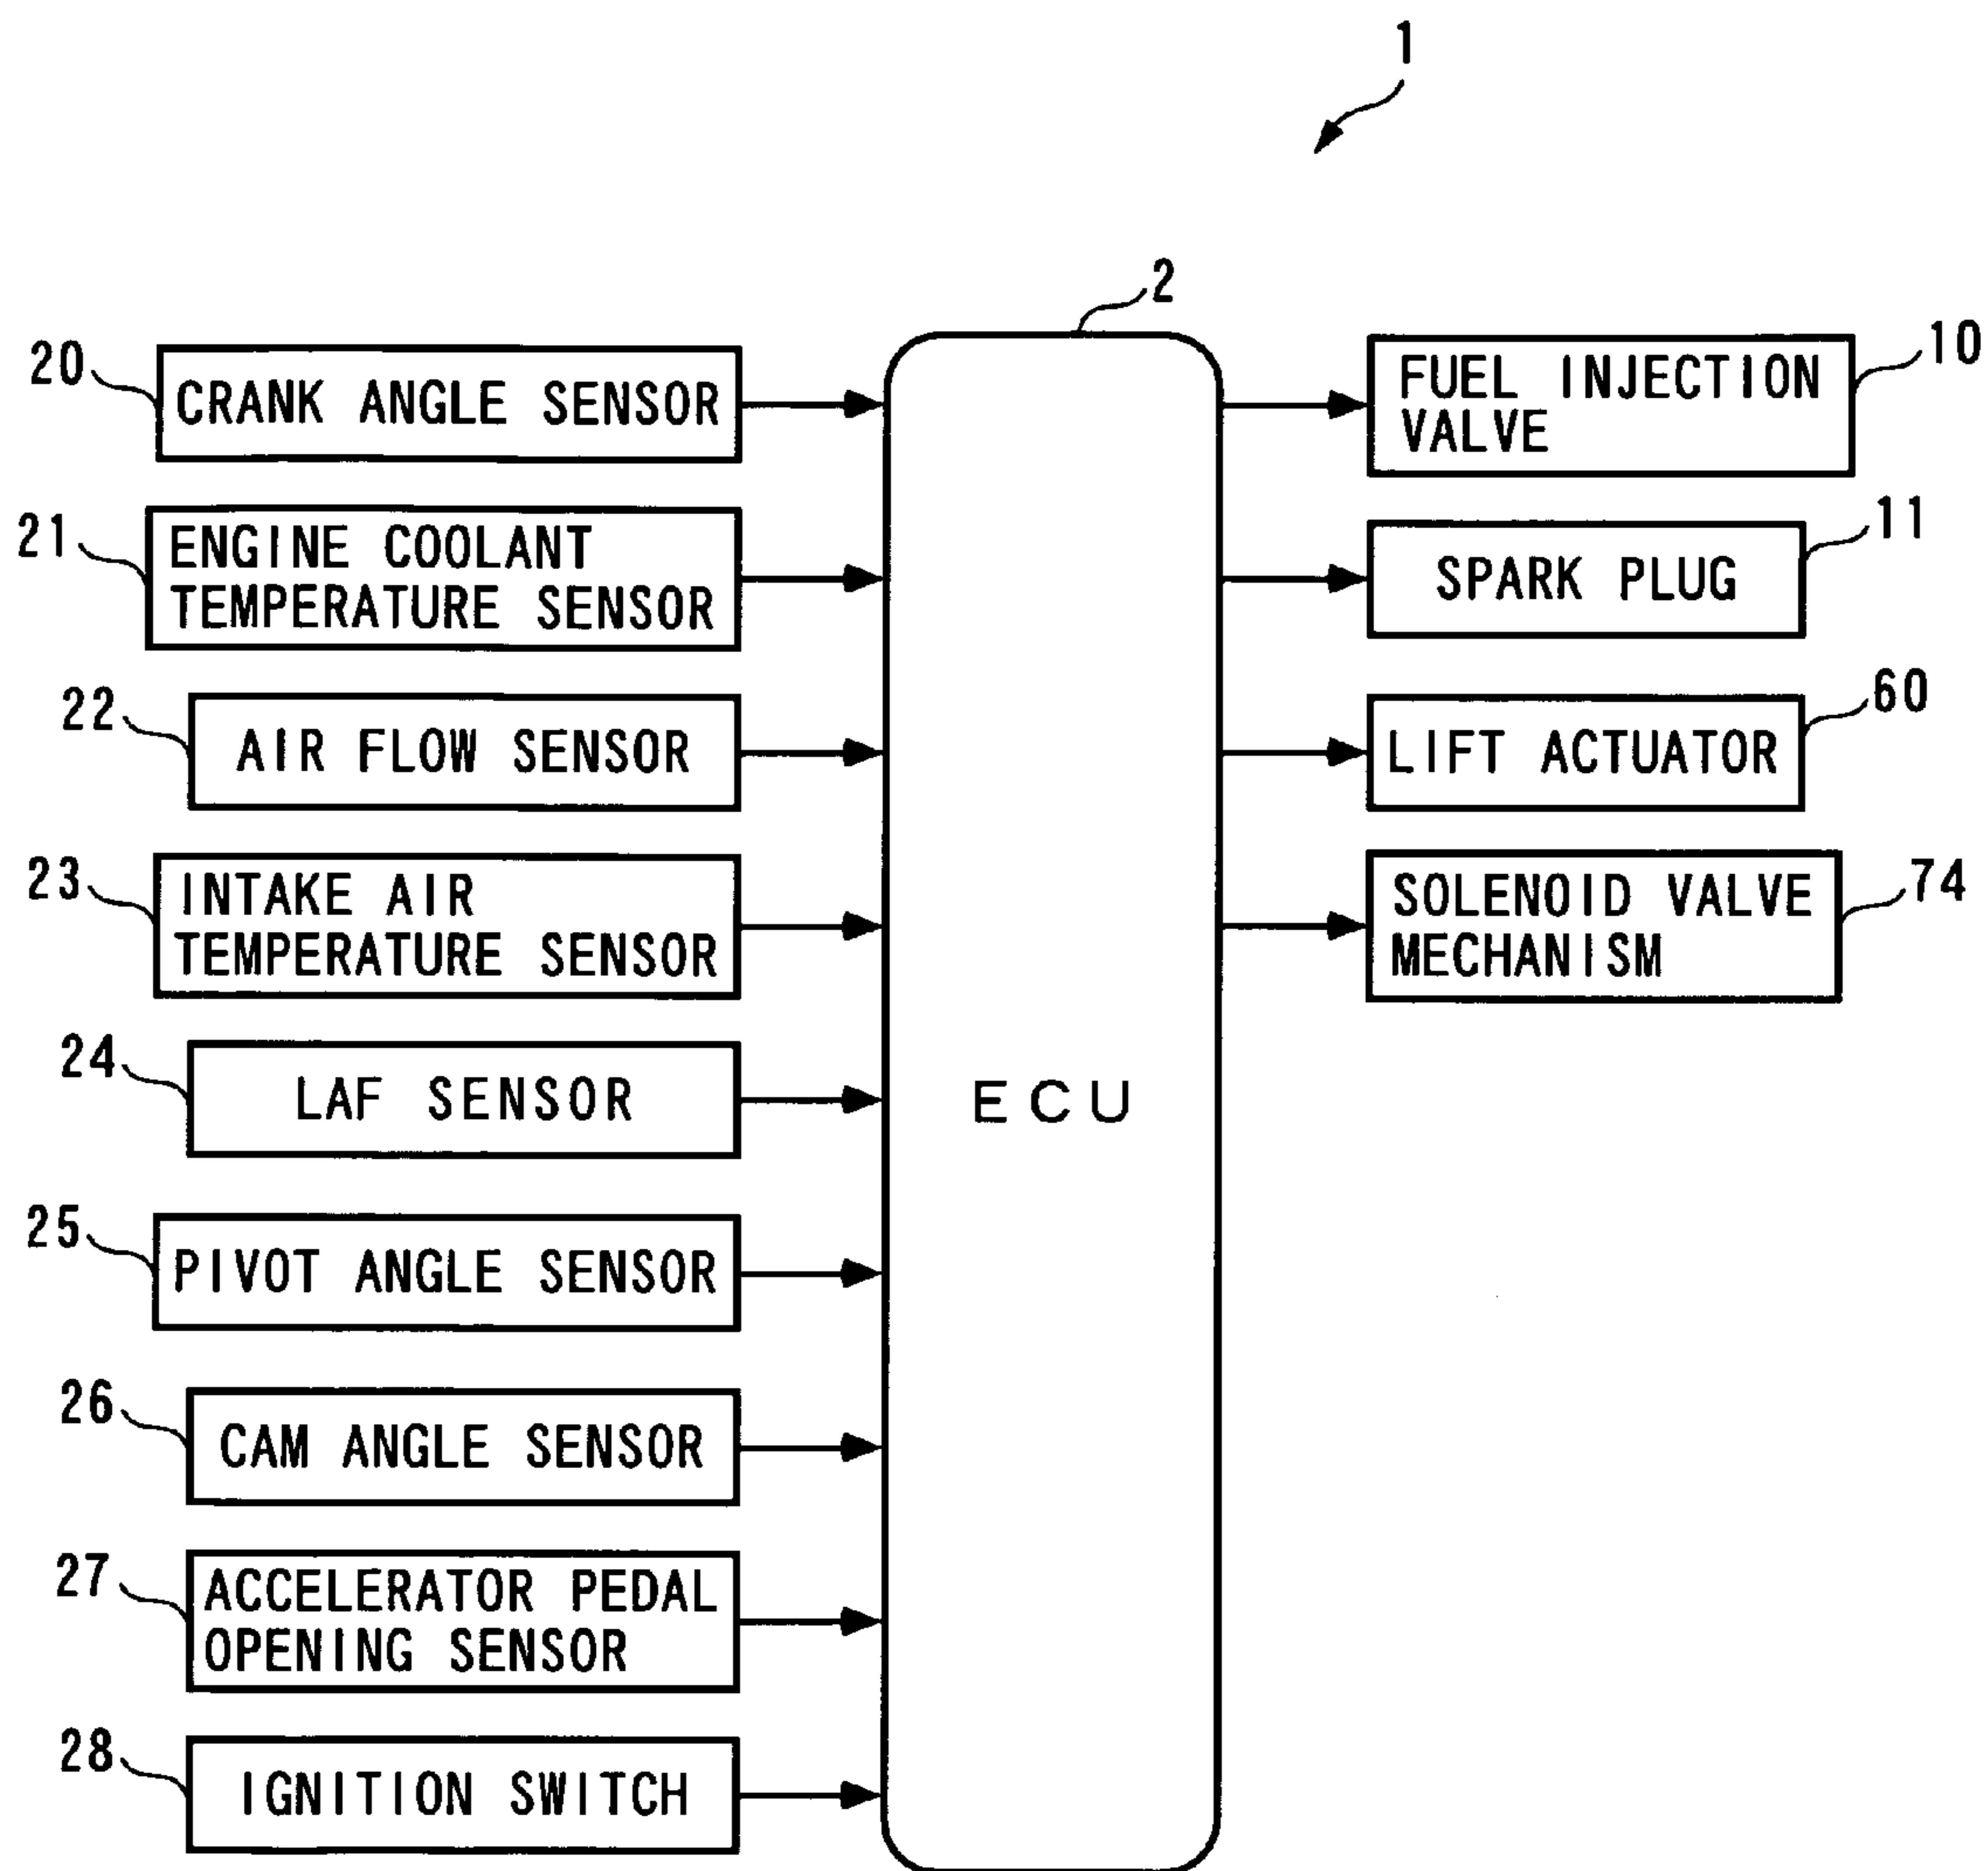 1
2
20
CRANK ANGLE SENSOR
21
ENGINE COOLANT
TEMPERATURE SENSOR
22
AIR FLOW SENSOR
23
INTAKE AIR
TEMPERATURE SENSOR
24
LAF SENSOR
25
PIVOT ANGLE SENSOR
26
CAM ANGLE SENSOR
27
ACCELERATOR PEDAL
OPENING SENSOR
28
IGNITION SWITCH
ECU
FUEL INJECTION
VALVE
10
SPARK PLUG
11
LIFT ACTUATOR
60
SOLENOID VALVE
MECHANISM
74